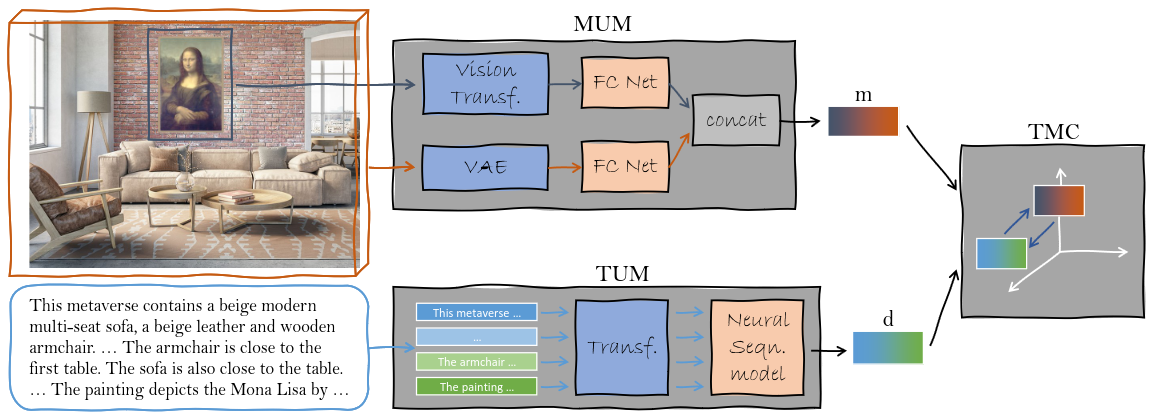 MUM
Vision
Transf.
FC Net
concat
VAE
FC Net
m
TMC
This metaverse contains a beige modern
multi-seat sofa, a beige leather and wooden
armchair. … The armchair is close to the
first table. The sofa is also close to the table.
… The painting depicts the Mona Lisa by …
TUM
This metaverse ...
...
The armchair ...
The painting ...
Transf.
Neural
Seqn.
model
d